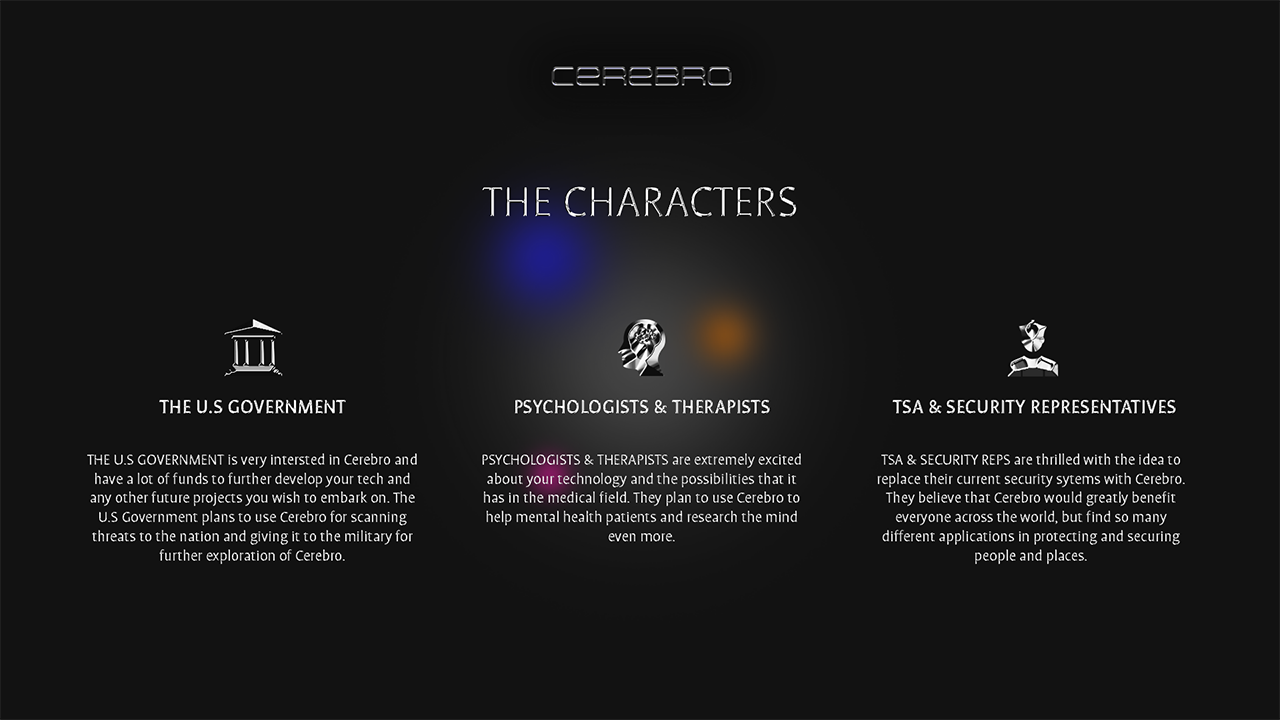 CEREBRO
THE CHARACTERS
THE U.S GOVERNMENT
THE U.S GOVERNMENT is very intersted in Cerebro and
have a lot of funds to further develop your tech and
any other future projects you wish to embark on. The
U.S Government plans to use Cerebro for scanning
threats to the nation and giving it to the military for
further exploration of Cerebro.
PSYCHOLOGISTS & THERAPISTS
PSYCHOLOGISTS & THERAPISTS are extremely excited
about your technology and the possibilities that it
has in the medical field. They plan to use Cerebro to
help mental health patients and research the mind
even more.
TSA & SECURITY REPRESENTATIVES
TSA & SECURITY REPS are thrilled with the idea to
replace their current security sytems with Cerebro.
They believe that Cerebro would greatly benefit
everyone across the world, but find so many
different applications in protecting and securing
people and places.